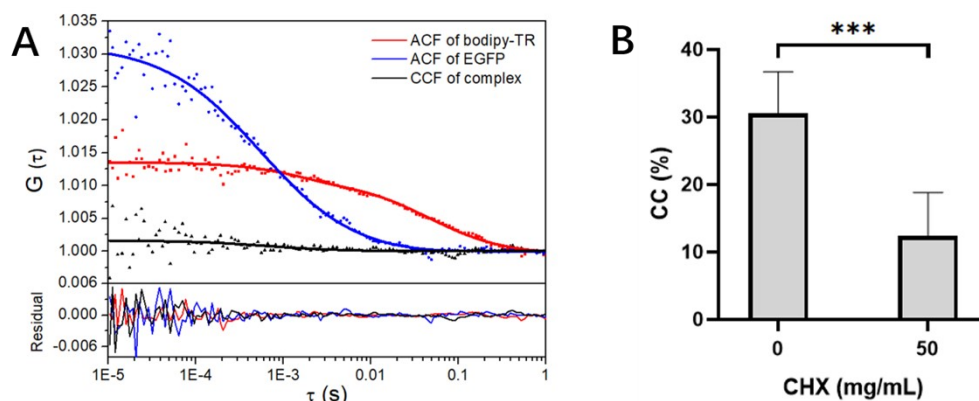 A
1.035
1.030
1.025
1.020
1.015
1.010
1.005
1.000
G (τ)
ACF of bodipy-TR
ACF of EGFP
CCF of complex
0.006
0.000
-0.006
Residual
1E-5
1E-4
1E-3
0.01
0.1
1
τ (s)
B
***
40
30
20
10
0
CC (%)
0
50
CHX (mg/mL)